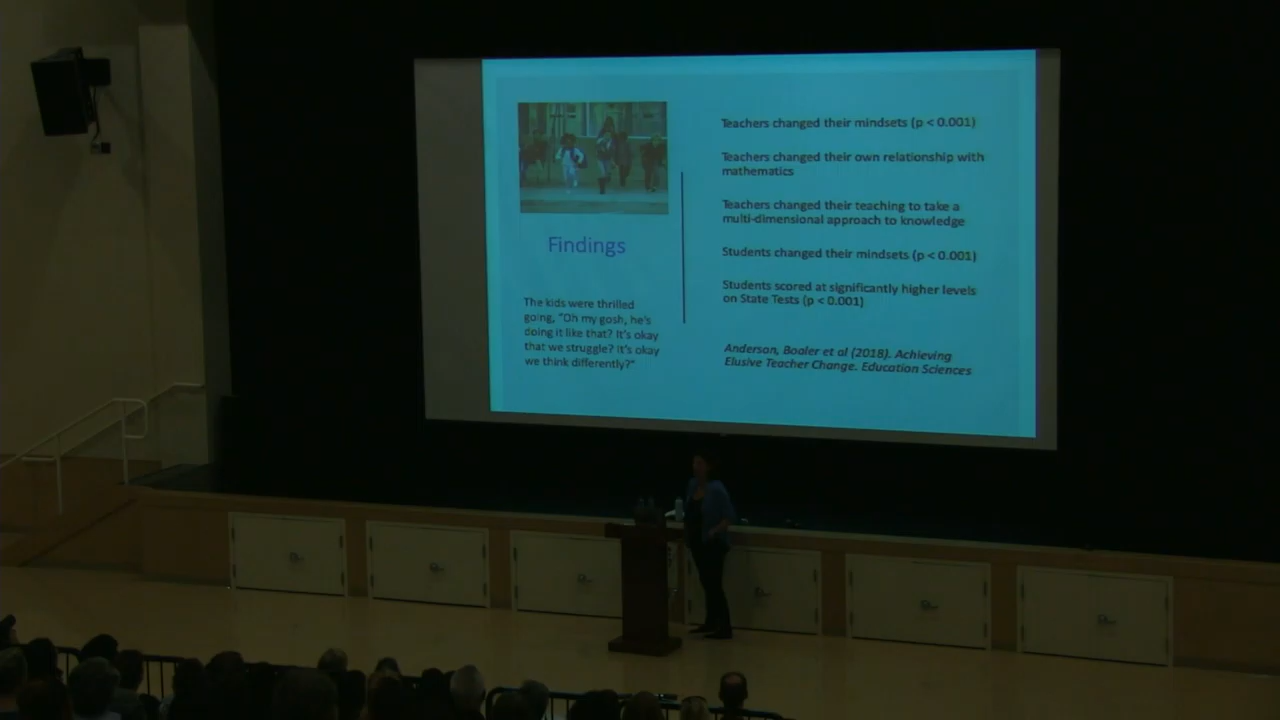 Findings
The kids were thrilled
going, "Oh my gosh, he's
doing it like that? It's okay
that we struggle? It's okay
we think differently?"
Teachers changed their mindsets (p < 0.001)
Teachers changed their own relationship with
mathematics
Teachers changed their teaching to take a
multi-dimensional approach to knowledge
Students changed their mindsets (p < 0.001)
Students scored at significantly higher levels
on State Tests (p < 0.001)
Anderson, Boaler et al (2018). Achieving
Elusive Teacher Change. Education Sciences